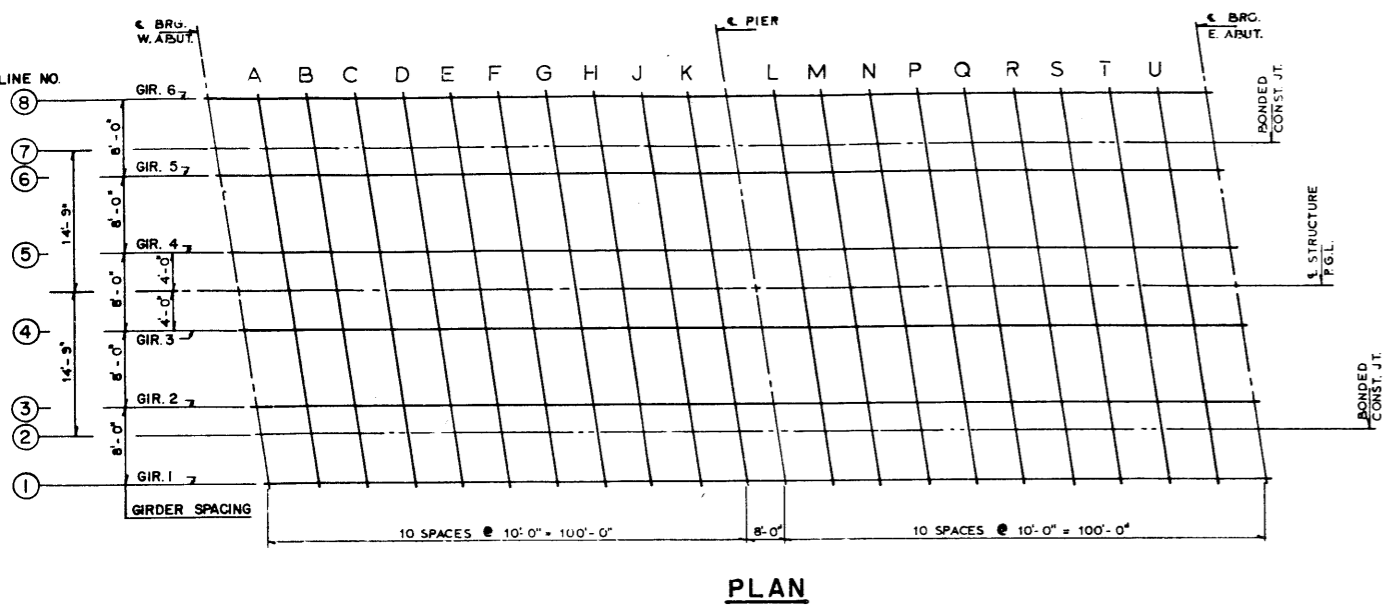 ℄ BRG.
W. ABUT.
℄ PIER
℄ BRG.
E. ABUT.
LINE NO.
A B C D E F G H J K L M N P Q R S T U
8
GIR. 6
8'-0"
BONDED
CONST. JT.
7
6
GIR. 5
14'-9"
8'-0"
5
GIR. 4
4'-0"
8'-0"
4'-0"
℄ STRUCTURE
P.G.L.
4
GIR. 3
14'-9"
8'-0"
3
GIR. 2
2
8'-0"
BONDED
CONST. JT.
1
GIR. 1
GIRDER SPACING
10 SPACES @ 10'-0" = 100'-0"
8'-0"
10 SPACES @ 10'-0" = 100'-0"
PLAN